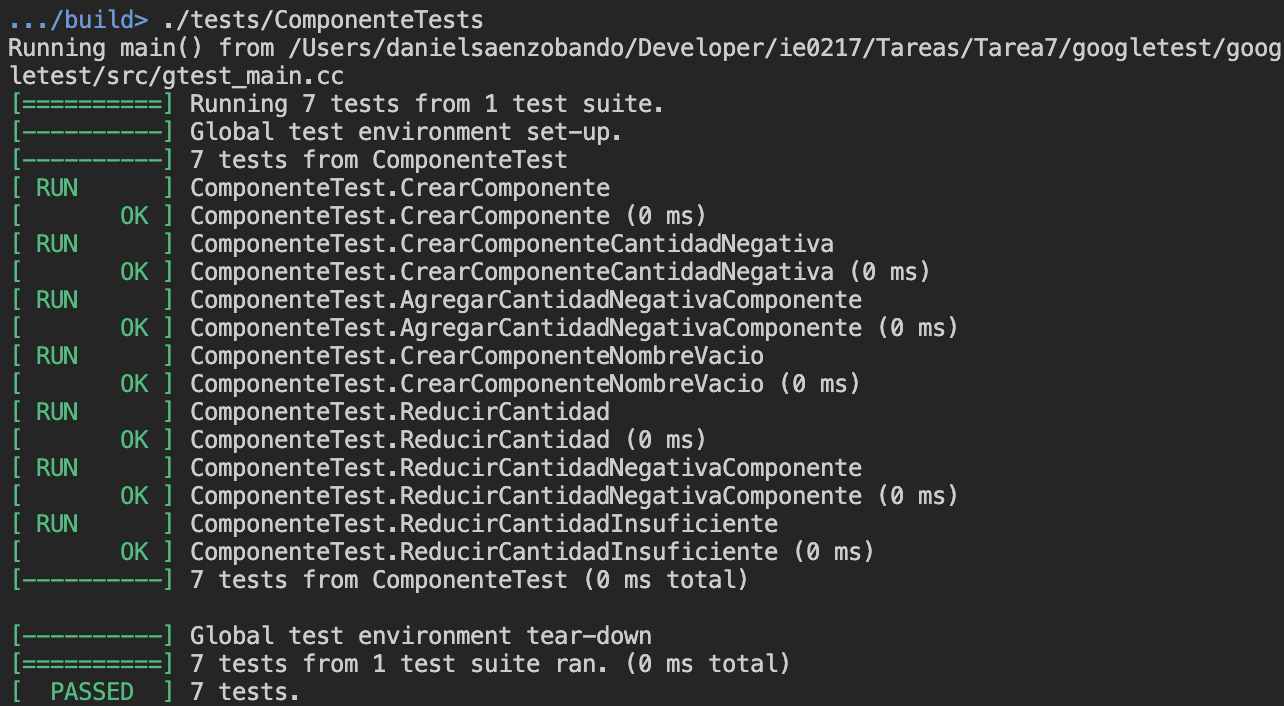 .../build> ./tests/ComponenteTests
Running main() from /Users/danielsaenzobando/Developer/ie0217/Tareas/Tarea7/googletest/goog
letest/src/gtest_main.cc
[==========] Running 7 tests from 1 test suite.
[----------] Global test environment set-up.
[----------] 7 tests from ComponenteTest
[ RUN      ] ComponenteTest.CrearComponente
[       OK ] ComponenteTest.CrearComponente (0 ms)
[ RUN      ] ComponenteTest.CrearComponenteCantidadNegativa
[       OK ] ComponenteTest.CrearComponenteCantidadNegativa (0 ms)
[ RUN      ] ComponenteTest.AgregarCantidadNegativaComponente
[       OK ] ComponenteTest.AgregarCantidadNegativaComponente (0 ms)
[ RUN      ] ComponenteTest.CrearComponenteNombreVacio
[       OK ] ComponenteTest.CrearComponenteNombreVacio (0 ms)
[ RUN      ] ComponenteTest.ReducirCantidad
[       OK ] ComponenteTest.ReducirCantidad (0 ms)
[ RUN      ] ComponenteTest.ReducirCantidadNegativaComponente
[       OK ] ComponenteTest.ReducirCantidadNegativaComponente (0 ms)
[ RUN      ] ComponenteTest.ReducirCantidadInsuficiente
[       OK ] ComponenteTest.ReducirCantidadInsuficiente (0 ms)
[----------] 7 tests from ComponenteTest (0 ms total)

[----------] Global test environment tear-down
[==========] 7 tests from 1 test suite ran. (0 ms total)
[  PASSED  ] 7 tests.